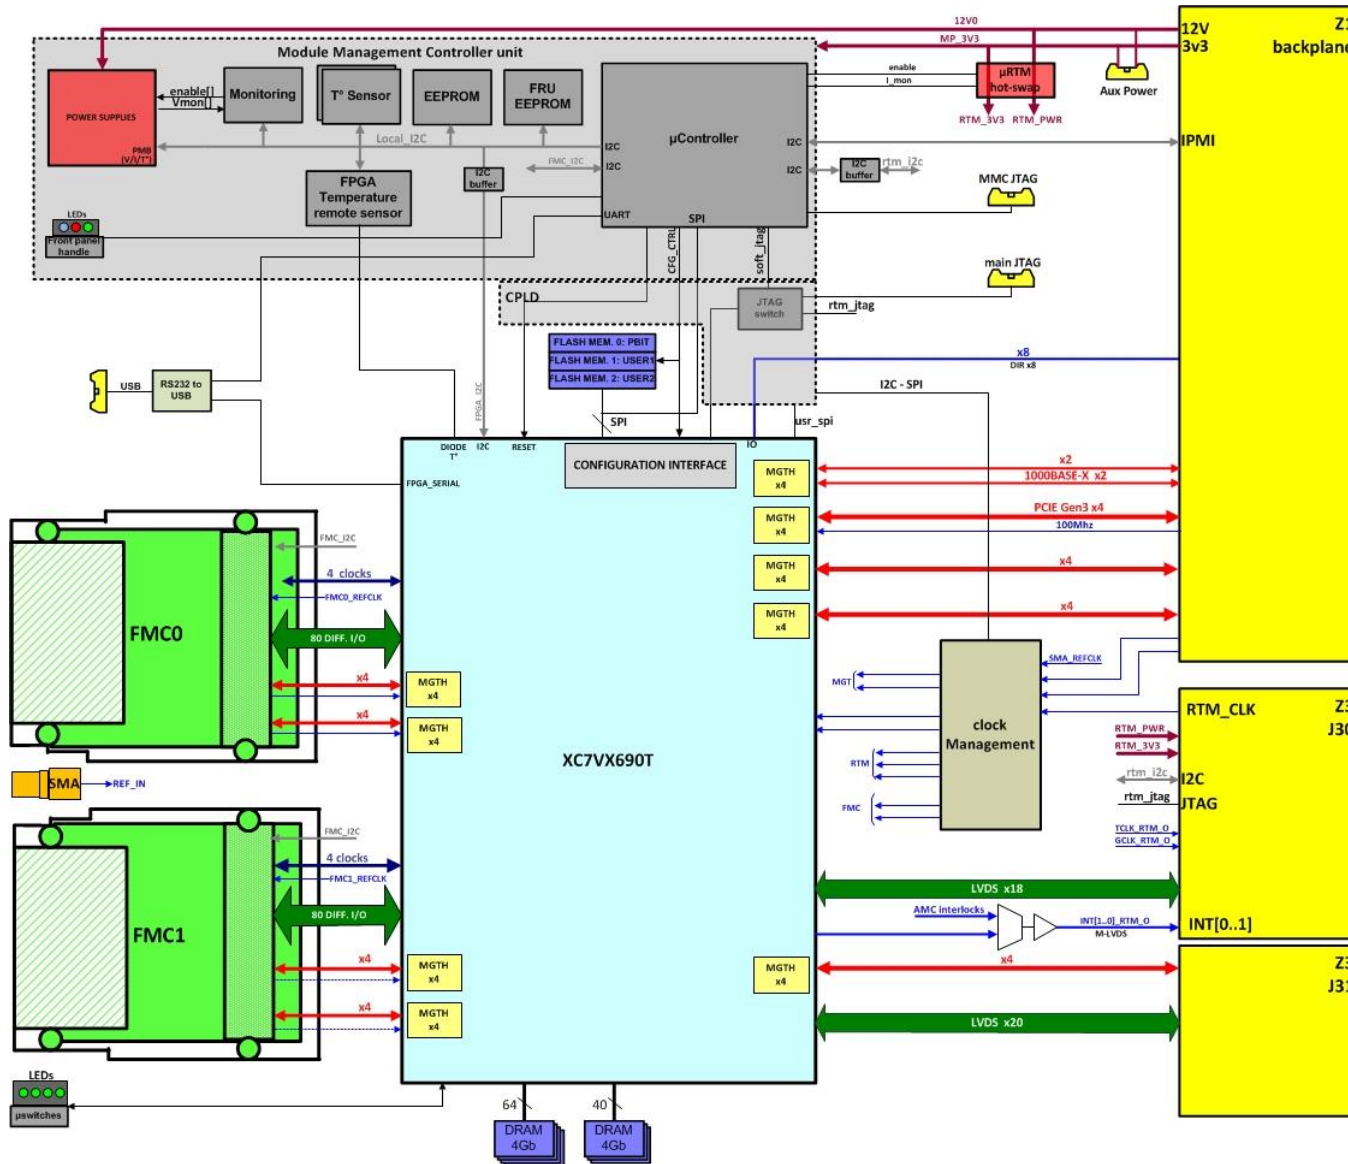 12V0
12V
Z1
MP_3V3
3v3
backplane
Module Management Controller unit
POWER SUPPLIES
PMB
(V/I/T°)
enable[]
Vmon[]
Monitoring
T° Sensor
EEPROM
FRU
EEPROM
Local_I2C
µController
I2C
I2C
I2C
I2C
UART
SPI
FMC_I2C
I2C
buffer
FPGA
Temperature
remote sensor
LEDs
Front panel
handle
enable
I_mon
µRTM
hot-swap
RTM_3V3
RTM_PWR
Aux Power
IPMI
I2C
buffer
rtm_i2c
MMC JTAG
main JTAG
CFG_CTRL
soft_jtag
CPLD
JTAG
switch
rtm_jtag
FLASH MEM. 0: PBIT
FLASH MEM. 1: USER1
FLASH MEM. 2: USER2
SPI
x8
DIR x8
I2C - SPI
usr_spi
USB
RS232 to
USB
FPGA_I2C
DIODE
T°
I2C
RESET
IO
FPGA_SERIAL
CONFIGURATION INTERFACE
MGTH
x4
x2
1000BASE-X x2
MGTH
x4
PCIE Gen3 x4
100Mhz
MGTH
x4
x4
MGTH
x4
x4
FMC_I2C
4 clocks
FMC0_REFCLK
FMC0
80 DIFF. I/O
x4
MGTH
x4
x4
MGTH
x4
XC7VX690T
SMA
REF_IN
SMA_REFCLK
MGT
clock
Management
RTM
FMC
RTM_CLK
Z3
J30
RTM_PWR
RTM_3V3
rtm_i2c
I2C
rtm_jtag
JTAG
TCLK_RTM_O
GCLK_RTM_O
FMC_I2C
4 clocks
FMC1_REFCLK
FMC1
80 DIFF. I/O
x4
MGTH
x4
x4
MGTH
x4
LVDS x18
AMC interlocks
INT[1..0]_RTM_O
M-LVDS
INT[0..1]
MGTH
x4
x4
Z3
J31
LVDS x20
LEDs
µswitches
64
40
DRAM
4Gb
DRAM
4Gb